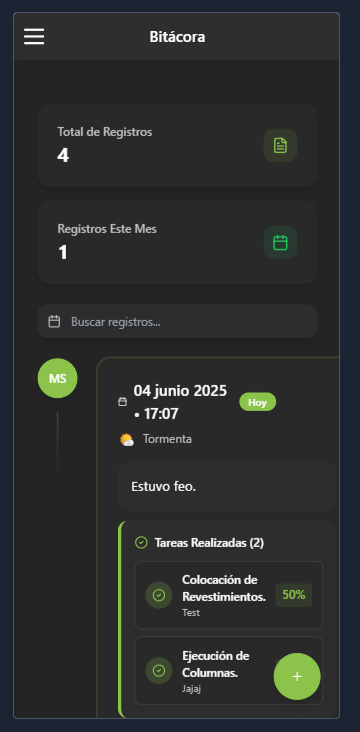 Bitácora
Total de Registros
4
Registros Este Mes
1
Buscar registros...
MS
04 junio 2025
• 17:07
Hoy
Tormenta
Estuvo feo.
Tareas Realizadas (2)
Colocación de
Revestimientos.
50%
Test
Ejecución de
Columnas.
Jajaj
+